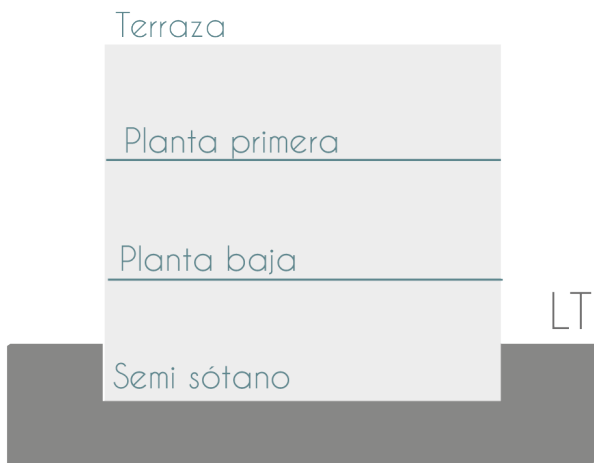 Terraza
Planta primera
Planta baja
LT
Semi sótano